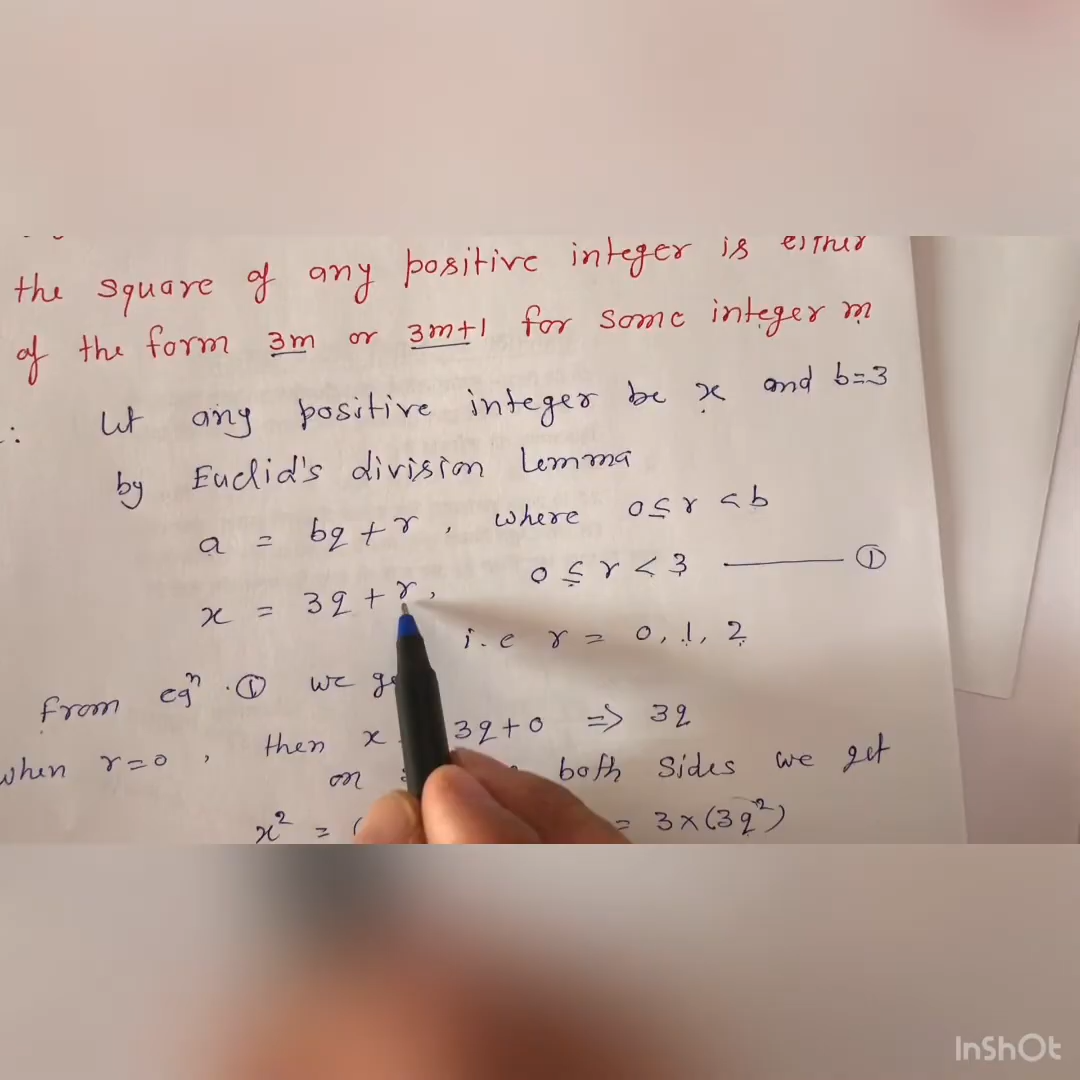 the square of any positive integer is either
of the form 3m or 3m+1 for some integer m
Let any positive integer be x and b=3
by Euclid's division Lemma
a = bq + r, where 0 ≤ r < b
x = 3q + r, 0 ≤ r < 3 ——— ①
i.e r = 0, 1, 2
from eqⁿ ① we
when r=0, then x 3q+0 => 3q
on both sides we get
x² = ( = 3×(3q²)
InShOt